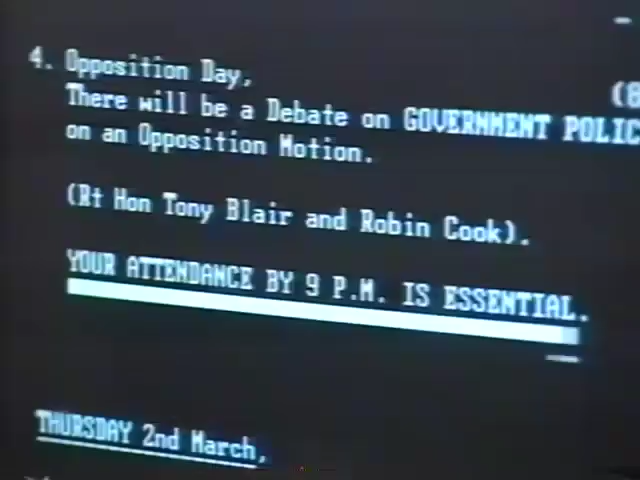 4. Opposition Day,
There will be a Debate on GOVERNMENT POLIC
on an Opposition Motion.
(Rt Hon Tony Blair and Robin Cook).
YOUR ATTENDANCE BY 9 P.M. IS ESSENTIAL.
THURSDAY 2nd March,